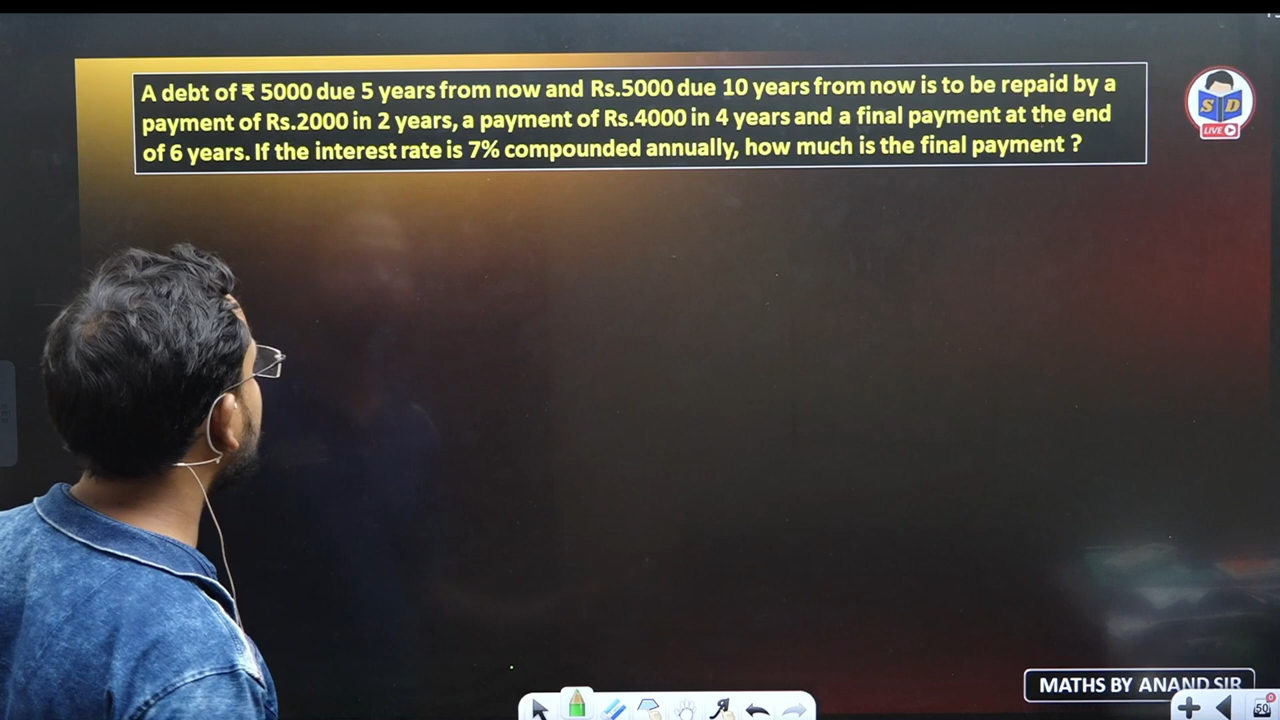 A debt of ₹ 5000 due 5 years from now and Rs.5000 due 10 years from now is to be repaid by a
payment of Rs.2000 in 2 years, a payment of Rs.4000 in 4 years and a final payment at the end
of 6 years. If the interest rate is 7% compounded annually, how much is the final payment ?
S D
LIVE
MATHS BY ANAND SIR
50